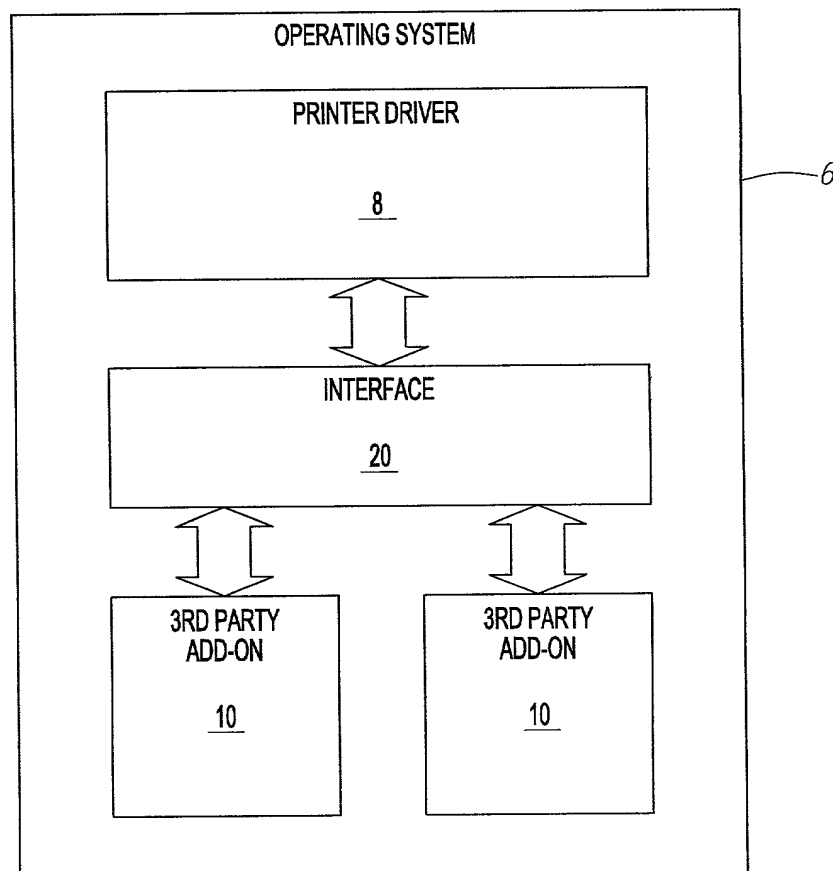 OPERATING SYSTEM
PRINTER DRIVER
8
6
INTERFACE
20
3RD PARTY
ADD-ON
10
3RD PARTY
ADD-ON
10